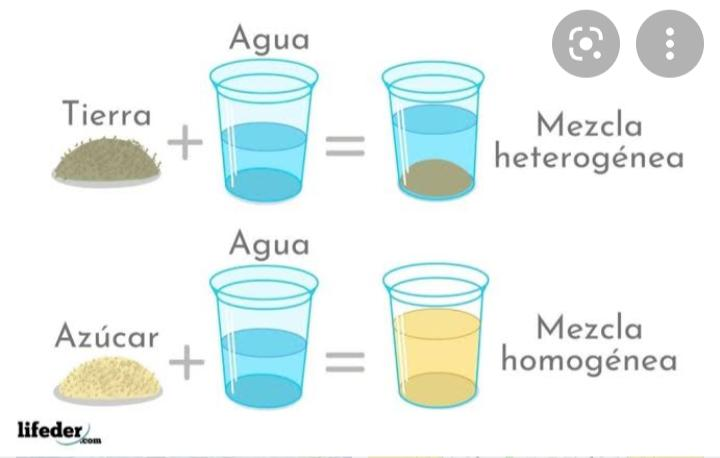 Agua
Tierra
+
=
Mezcla
heterogénea
Agua
Azúcar
+
=
Mezcla
homogénea
lifeder.com